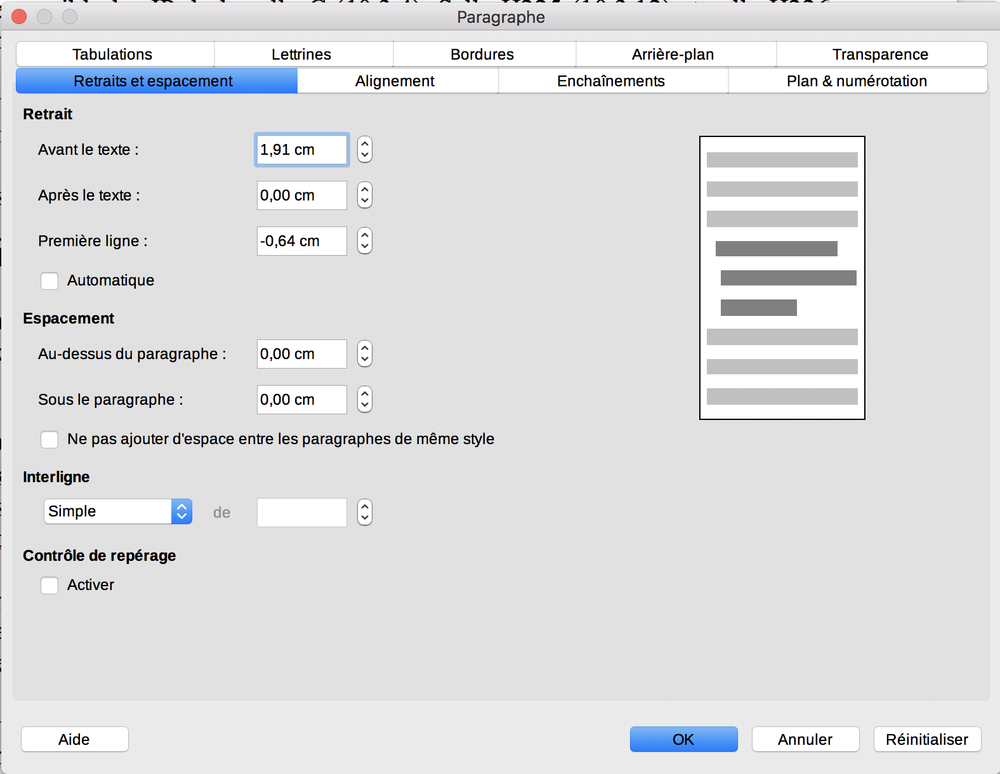 Paragraphe
Tabulations Lettrines Bordures Arrière-plan Transparence
Retraits et espacement Alignement Enchaînements Plan & numérotation
Retrait
Avant le texte : 1,91 cm
Après le texte : 0,00 cm
Première ligne : -0,64 cm
Automatique
Espacement
Au-dessus du paragraphe : 0,00 cm
Sous le paragraphe : 0,00 cm
Ne pas ajouter d'espace entre les paragraphes de même style
Interligne
Simple de
Contrôle de repérage
Activer
Aide OK Annuler Réinitialiser